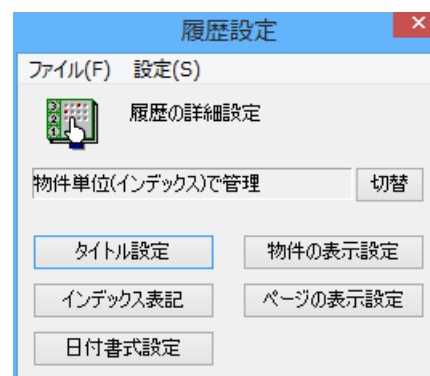 履歴設定
ファイル(F) 設定(S)
履歴の詳細設定
物件単位(インデックス)で管理 切替
タイトル設定 物件の表示設定
インデックス表記 ページの表示設定
日付書式設定